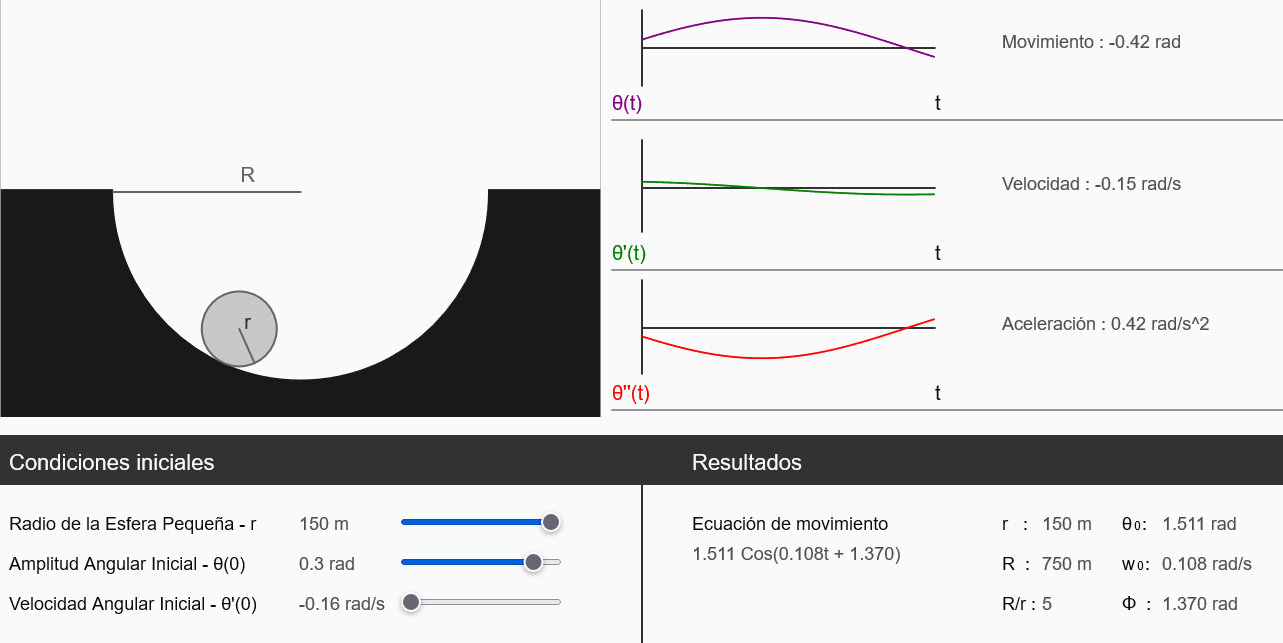 R
r
Movimiento : -0.42 rad
θ(t)
t
Velocidad : -0.15 rad/s
θ'(t)
t
Aceleración : 0.42 rad/s^2
θ''(t)
t
Condiciones iniciales
Radio de la Esfera Pequeña - r 150 m
Amplitud Angular Inicial - θ(0) 0.3 rad
Velocidad Angular Inicial - θ'(0) -0.16 rad/s
Resultados
Ecuación de movimiento
1.511 Cos(0.108t + 1.370)
r : 150 m θ₀: 1.511 rad
R : 750 m w₀: 0.108 rad/s
R/r : 5 Φ : 1.370 rad